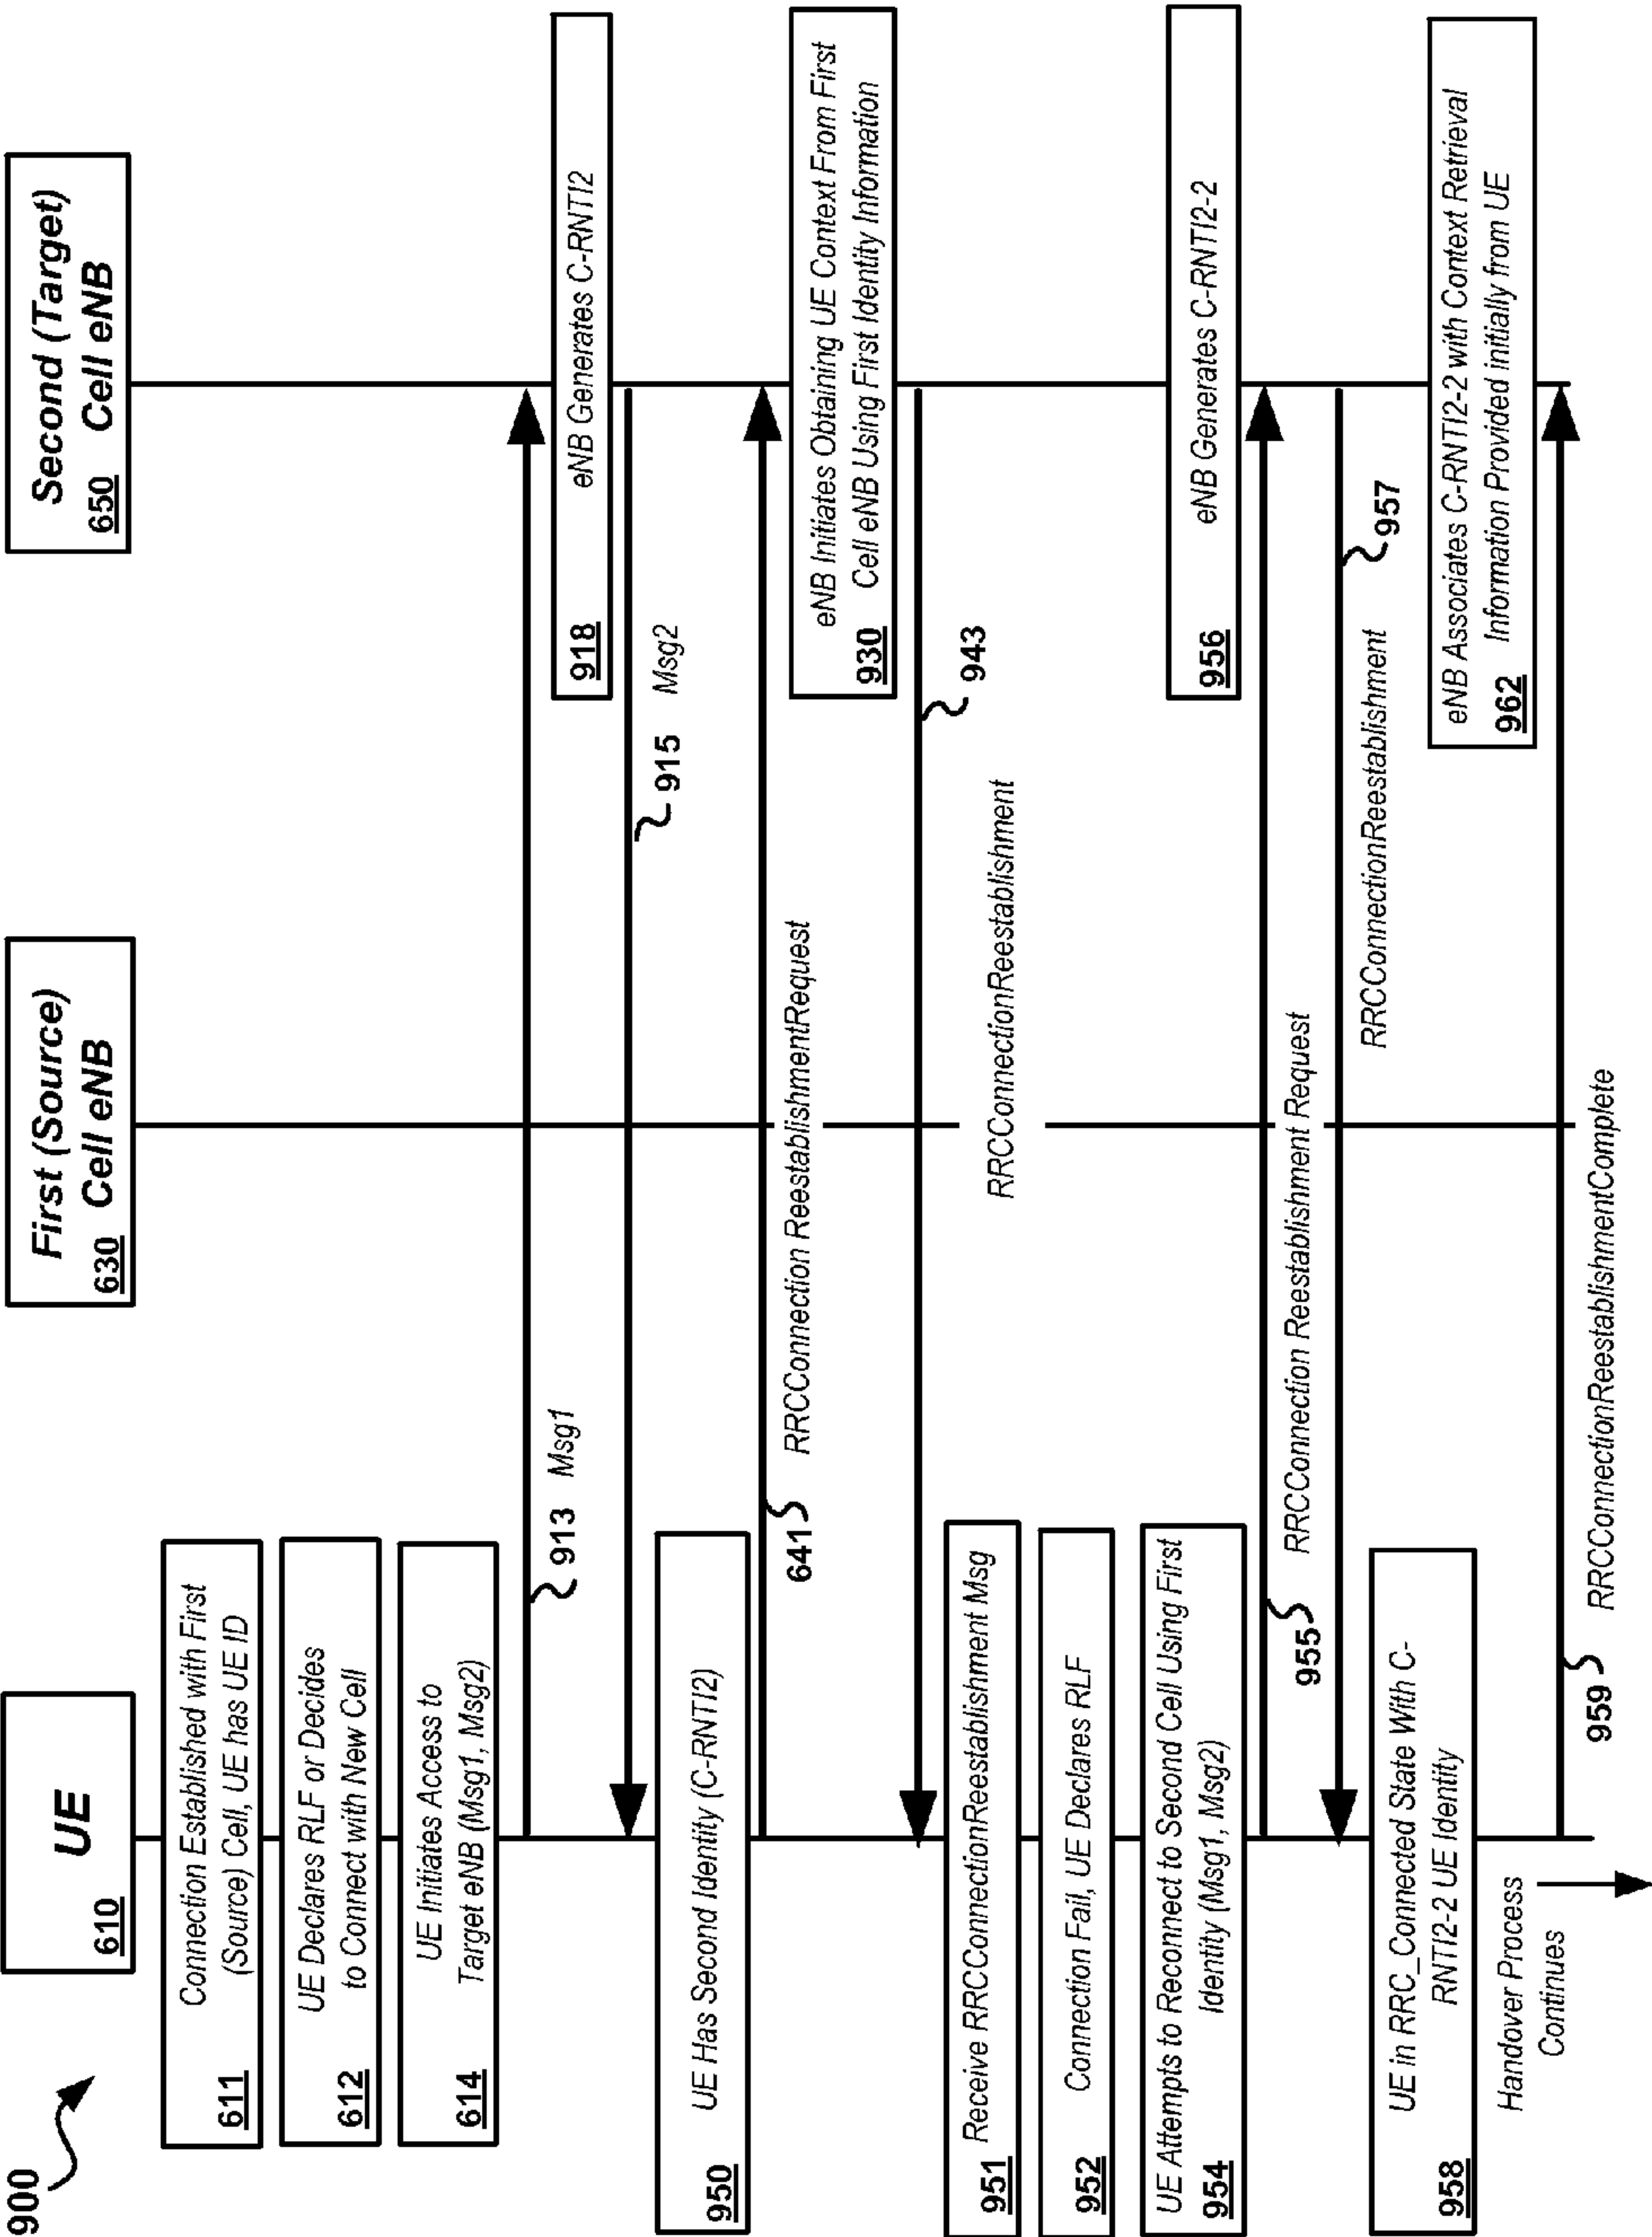 900
UE
610
First (Source)
630 Cell eNB
Second (Target)
650 Cell eNB
Connection Established with First
611 (Source) Cell, UE has UE ID
UE Declares RLF or Decides
612 to Connect with New Cell
UE Initiates Access to
614 Target eNB (Msg1, Msg2)
913 Msg1
918 eNB Generates C-RNTI2
915 Msg2
950 UE Has Second Identity (C-RNTI2)
641 RRCConnection ReestablishmentRequest
eNB Initiates Obtaining UE Context From First
930 Cell eNB Using First Identity Information
943
RRCConnectionReestablishment
951 Receive RRCConnectionReestablishment Msg
952 Connection Fail, UE Declares RLF
UE Attempts to Reconnect to Second Cell Using First
954 Identity (Msg1, Msg2)
956 eNB Generates C-RNTI2-2
955 RRCConnection Reestablishment Request
957
RRCConnectionReestablishment
UE in RRC_Connected State With C-
958 RNTI2-2 UE Identity
eNB Associates C-RNTI2-2 with Context Retrieval
962 Information Provided initially from UE
Handover Process
Continues
959 RRCConnectionReestablishmentComplete